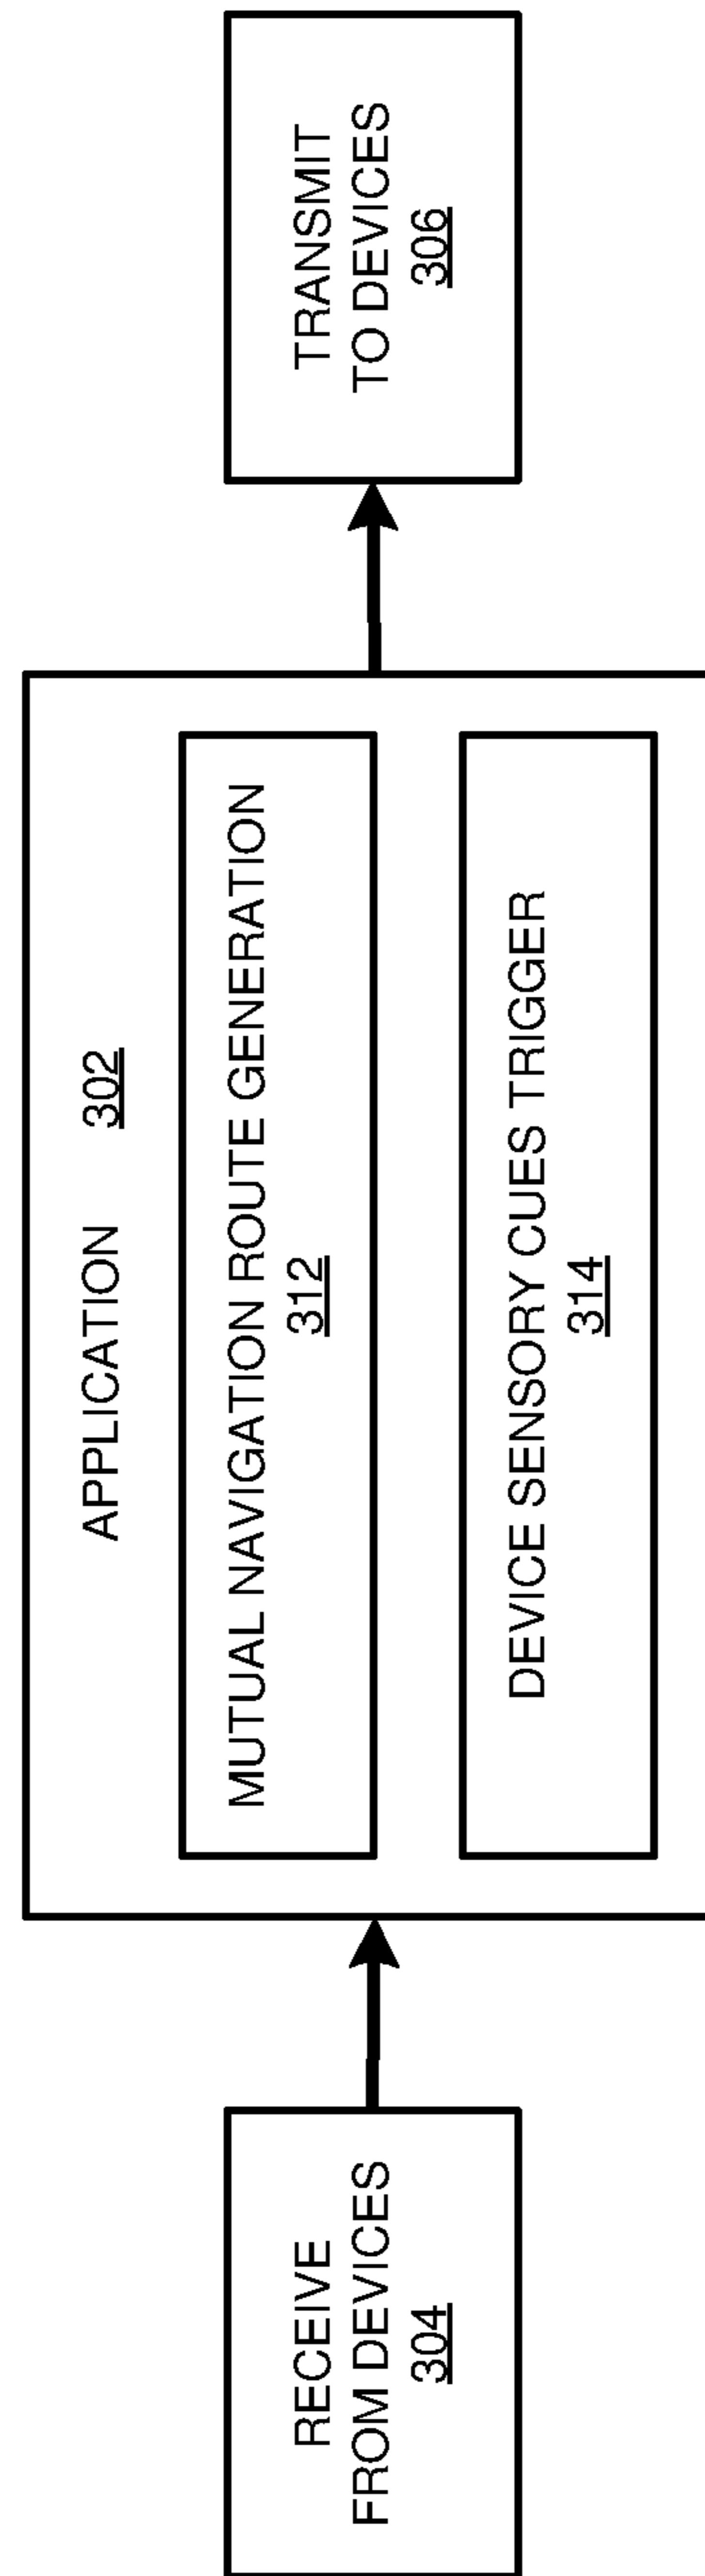 RECEIVE
FROM DEVICES
304
APPLICATION 302
MUTUAL NAVIGATION ROUTE GENERATION
312
DEVICE SENSORY CUES TRIGGER
314
TRANSMIT
TO DEVICES
306